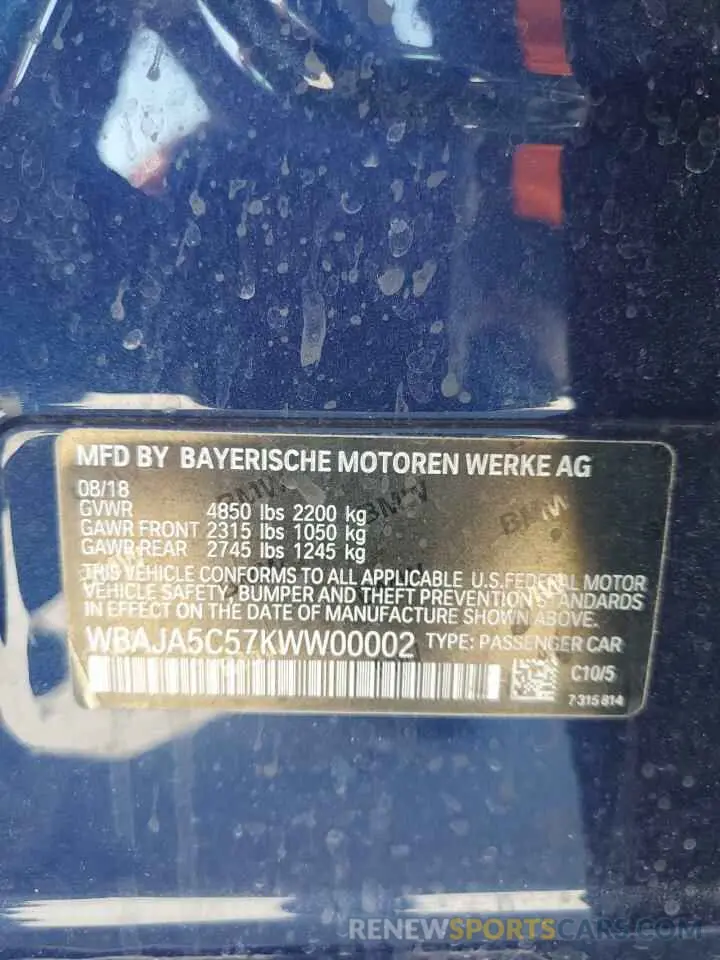 MFD BY BAYERISCHE MOTOREN WERKE AG
08/18
GVWR 4850 lbs 2200 kg
GAWR FRONT 2315 lbs 1050 kg
GAWR REAR 2745 lbs 1245 kg
THIS VEHICLE CONFORMS TO ALL APPLICABLE U.S.FEDERAL MOTOR
VEHICLE SAFETY, BUMPER AND THEFT PREVENTION STANDARDS
IN EFFECT ON THE DATE OF MANUFACTURE SHOWN ABOVE.
WBAJA5C57KWW00002 TYPE: PASSENGER CAR
C10/5
7 315 814
BMW
BMW
BMW
RENEWSPORTSCARS.COM